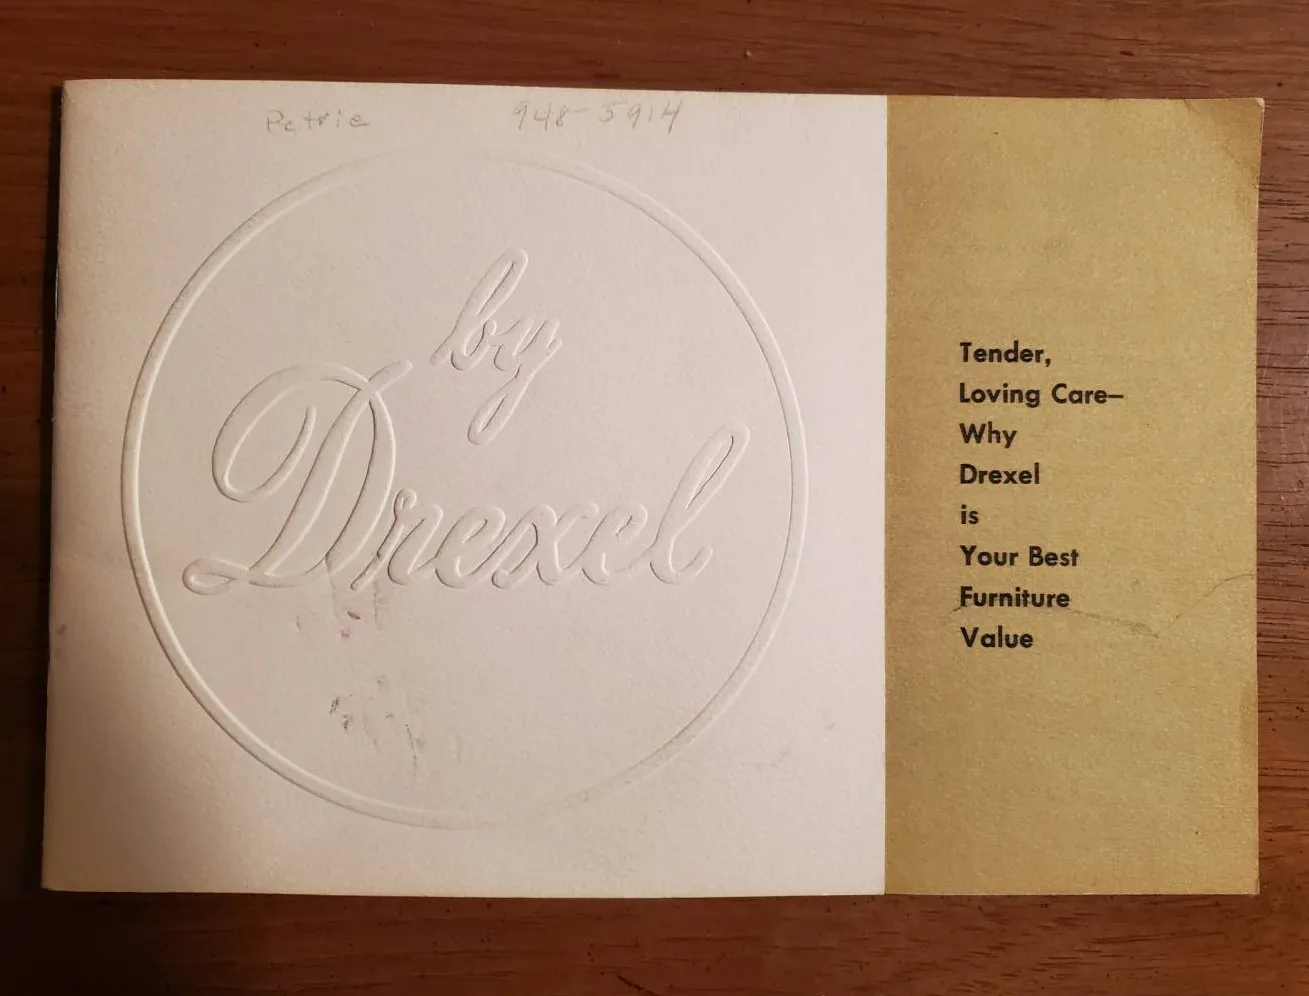 Petrie 948-5914
by
Drexel
Tender,
Loving Care—
Why
Drexel
is
Your Best
Furniture
Value